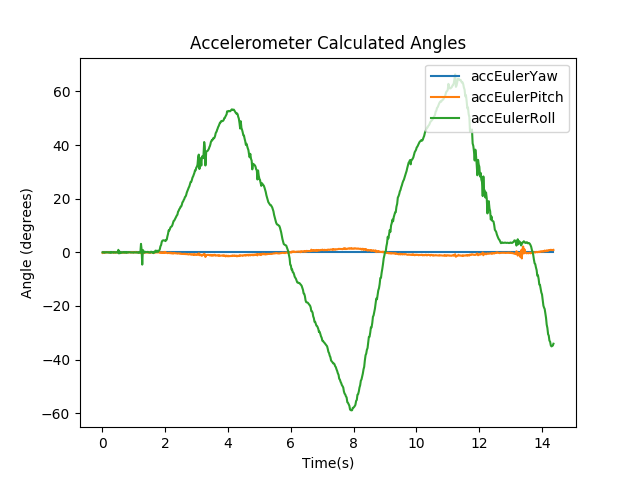 Accelerometer Calculated Angles
accEulerYaw
accEulerPitch
accEulerRoll
Angle (degrees)
60
40
20
0
−20
−40
−60
0 2 4 6 8 10 12 14
Time(s)